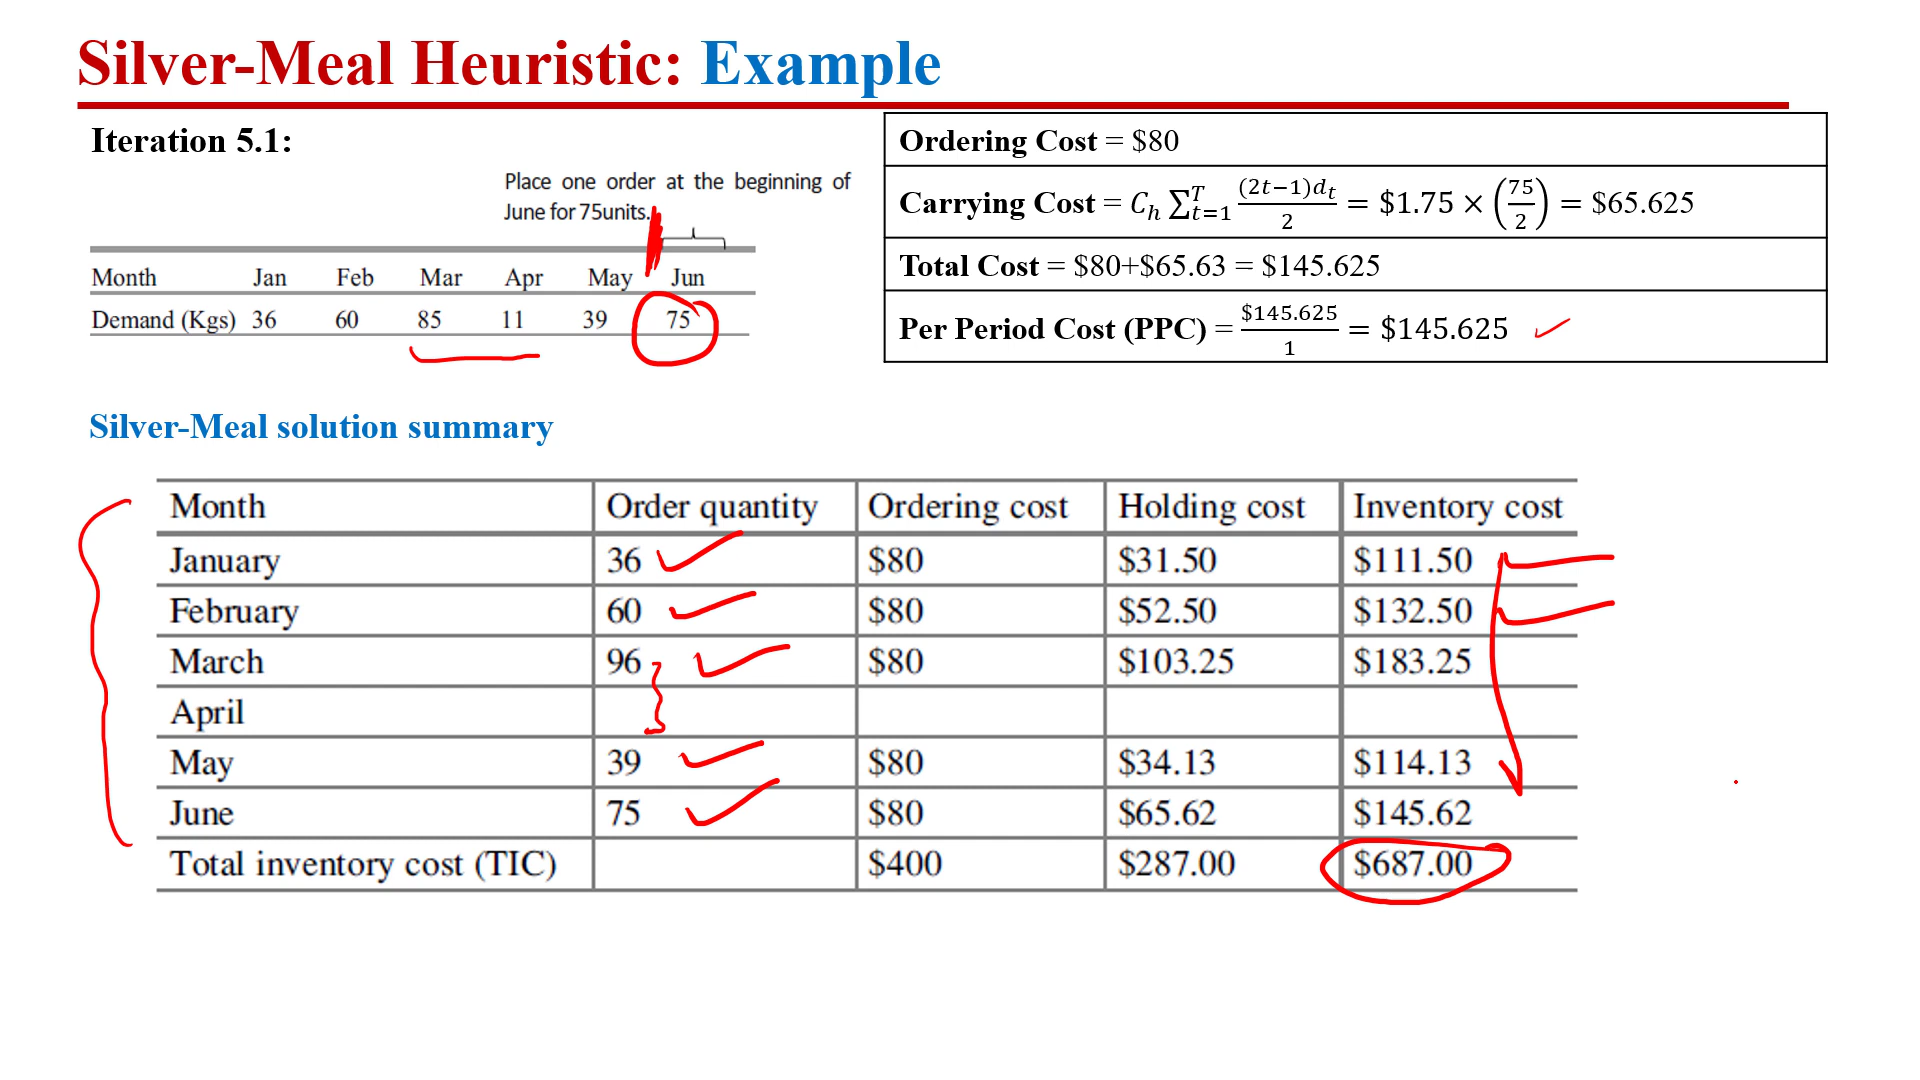 Silver-Meal Heuristic: Example
Iteration 5.1:
Place one order at the beginning of
June for 75units.
Month Jan Feb Mar Apr May Jun
Demand (Kgs) 36 60 85 11 39 75
Ordering Cost = $80
Carrying Cost = C_h ∑_{t=1}^{T} (2t−1)d_t / 2 = $1.75 × (75/2) = $65.625
Total Cost = $80+$65.63 = $145.625
Per Period Cost (PPC) = $145.625/1 = $145.625
Silver-Meal solution summary
Month Order quantity Ordering cost Holding cost Inventory cost
January 36 $80 $31.50 $111.50
February 60 $80 $52.50 $132.50
March 96 $80 $103.25 $183.25
April
May 39 $80 $34.13 $114.13
June 75 $80 $65.62 $145.62
Total inventory cost (TIC) $400 $287.00 $687.00